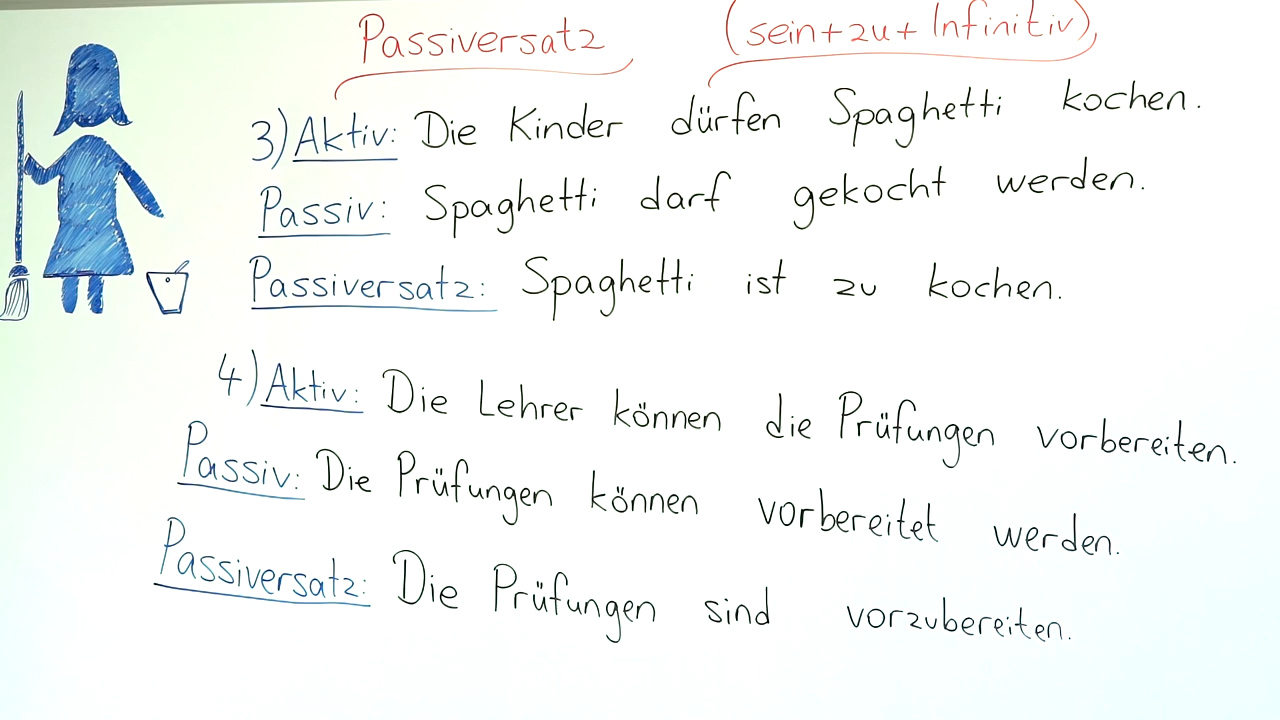 Passiversatz (sein+zu+Infinitiv)
3) Aktiv: Die Kinder dürfen Spaghetti kochen.
Passiv: Spaghetti darf gekocht werden.
Passiversatz: Spaghetti ist zu kochen.
4) Aktiv: Die Lehrer können die Prüfungen vorbereiten.
Passiv: Die Prüfungen können vorbereitet werden.
Passiversatz: Die Prüfungen sind vorzubereiten.